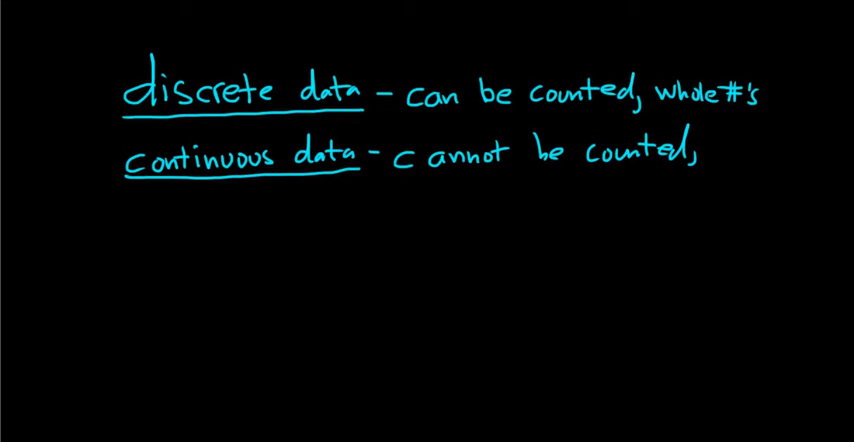 discrete data - can be counted, whole #'s
continuous data - cannot be counted,